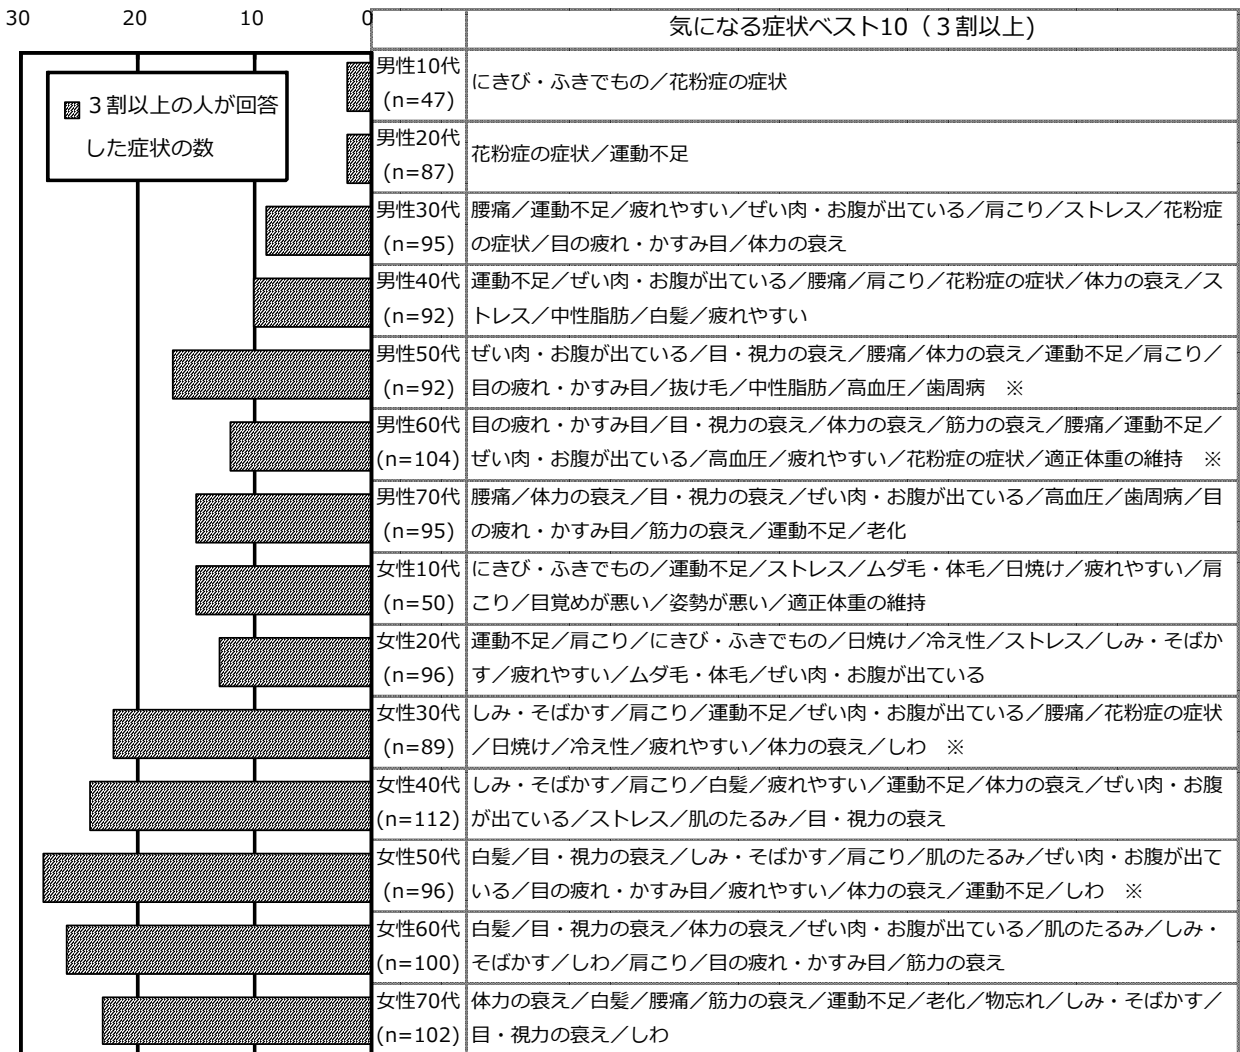 30 20 10 0
気になる症状ベスト10（３割以上)
３割以上の人が回答
した症状の数
男性10代
(n=47)
にきび・ふきでもの／花粉症の症状
男性20代
(n=87)
花粉症の症状／運動不足
男性30代
(n=95)
腰痛／運動不足／疲れやすい／ぜい肉・お腹が出ている／肩こり／ストレス／花粉症
の症状／目の疲れ・かすみ目／体力の衰え
男性40代
(n=92)
運動不足／ぜい肉・お腹が出ている／腰痛／肩こり／花粉症の症状／体力の衰え／ス
トレス／中性脂肪／白髪／疲れやすい
男性50代
(n=92)
ぜい肉・お腹が出ている／目・視力の衰え／腰痛／体力の衰え／運動不足／肩こり／
目の疲れ・かすみ目／抜け毛／中性脂肪／高血圧／歯周病　※
男性60代
(n=104)
目の疲れ・かすみ目／目・視力の衰え／体力の衰え／筋力の衰え／腰痛／運動不足／
ぜい肉・お腹が出ている／高血圧／疲れやすい／花粉症の症状／適正体重の維持　※
男性70代
(n=95)
腰痛／体力の衰え／目・視力の衰え／ぜい肉・お腹が出ている／高血圧／歯周病／目
の疲れ・かすみ目／筋力の衰え／運動不足／老化
女性10代
(n=50)
にきび・ふきでもの／運動不足／ストレス／ムダ毛・体毛／日焼け／疲れやすい／肩
こり／目覚めが悪い／姿勢が悪い／適正体重の維持
女性20代
(n=96)
運動不足／肩こり／にきび・ふきでもの／日焼け／冷え性／ストレス／しみ・そばか
す／疲れやすい／ムダ毛・体毛／ぜい肉・お腹が出ている
女性30代
(n=89)
しみ・そばかす／肩こり／運動不足／ぜい肉・お腹が出ている／腰痛／花粉症の症状
／日焼け／冷え性／疲れやすい／体力の衰え／しわ　※
女性40代
(n=112)
しみ・そばかす／肩こり／白髪／疲れやすい／運動不足／体力の衰え／ぜい肉・お腹
が出ている／ストレス／肌のたるみ／目・視力の衰え
女性50代
(n=96)
白髪／目・視力の衰え／しみ・そばかす／肩こり／肌のたるみ／ぜい肉・お腹が出て
いる／目の疲れ・かすみ目／疲れやすい／体力の衰え／運動不足／しわ　※
女性60代
(n=100)
白髪／目・視力の衰え／体力の衰え／ぜい肉・お腹が出ている／肌のたるみ／しみ・
そばかす／しわ／肩こり／目の疲れ・かすみ目／筋力の衰え
女性70代
(n=102)
体力の衰え／白髪／腰痛／筋力の衰え／運動不足／老化／物忘れ／しみ・そばかす／
目・視力の衰え／しわ